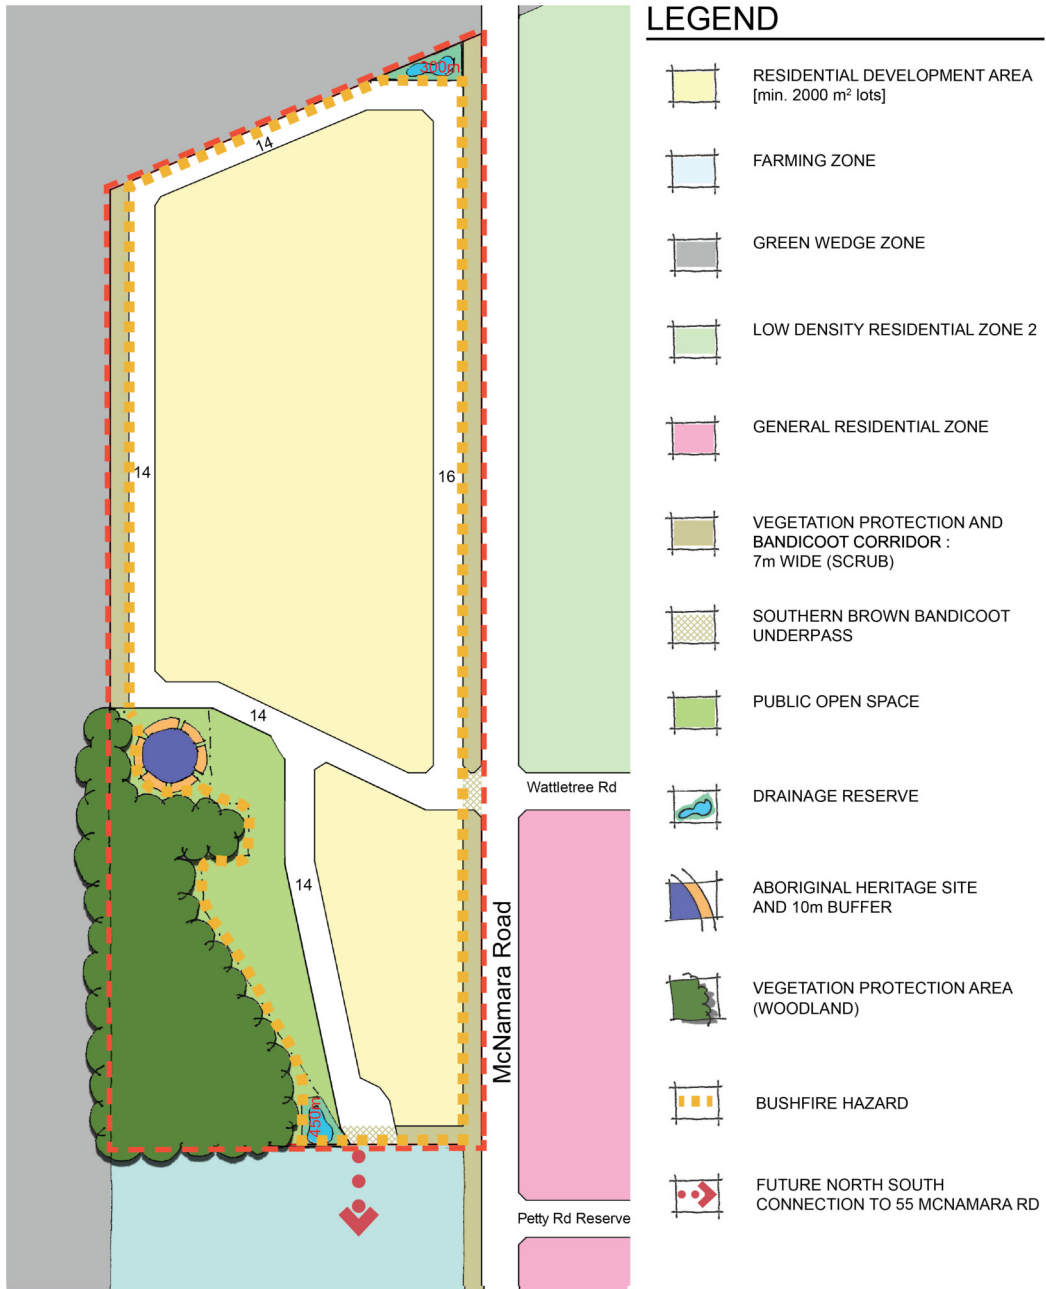 300m
14
14
16
14
Wattletree Rd
14
McNamara Road
450m
Petty Rd Reserve
LEGEND
RESIDENTIAL DEVELOPMENT AREA
[min. 2000 m² lots]
FARMING ZONE
GREEN WEDGE ZONE
LOW DENSITY RESIDENTIAL ZONE 2
GENERAL RESIDENTIAL ZONE
VEGETATION PROTECTION AND
BANDICOOT CORRIDOR :
7m WIDE (SCRUB)
SOUTHERN BROWN BANDICOOT
UNDERPASS
PUBLIC OPEN SPACE
DRAINAGE RESERVE
ABORIGINAL HERITAGE SITE
AND 10m BUFFER
VEGETATION PROTECTION AREA
(WOODLAND)
BUSHFIRE HAZARD
FUTURE NORTH SOUTH
CONNECTION TO 55 MCNAMARA RD